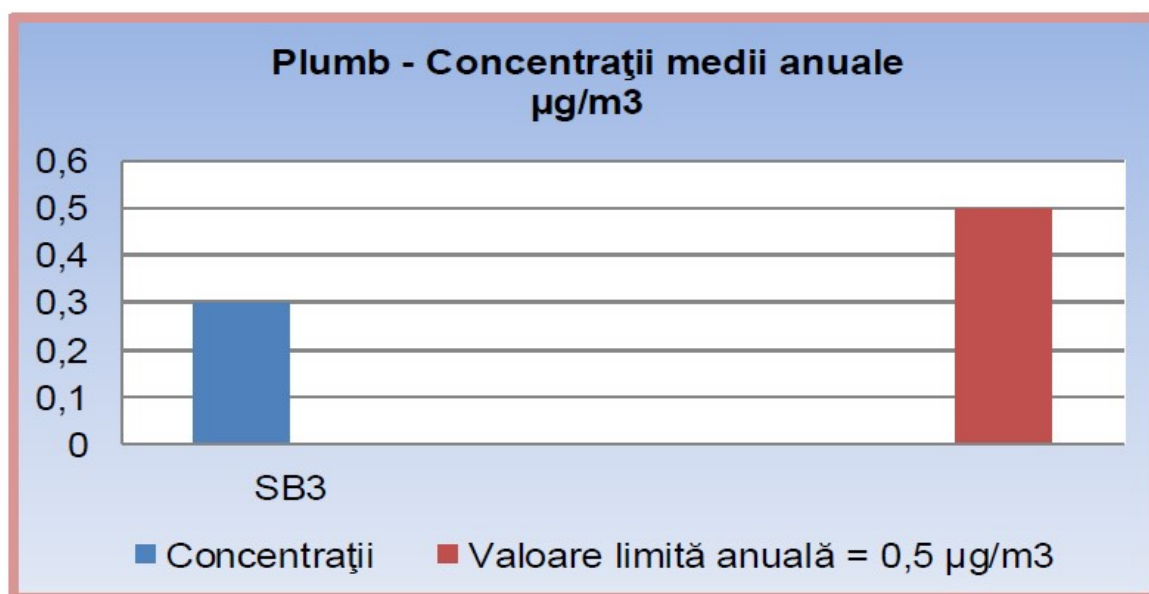 Plumb - Concentraţii medii anuale
µg/m3
0,6
0,5
0,4
0,3
0,2
0,1
0
SB3
Concentraţii
Valoare limită anuală = 0,5 µg/m3